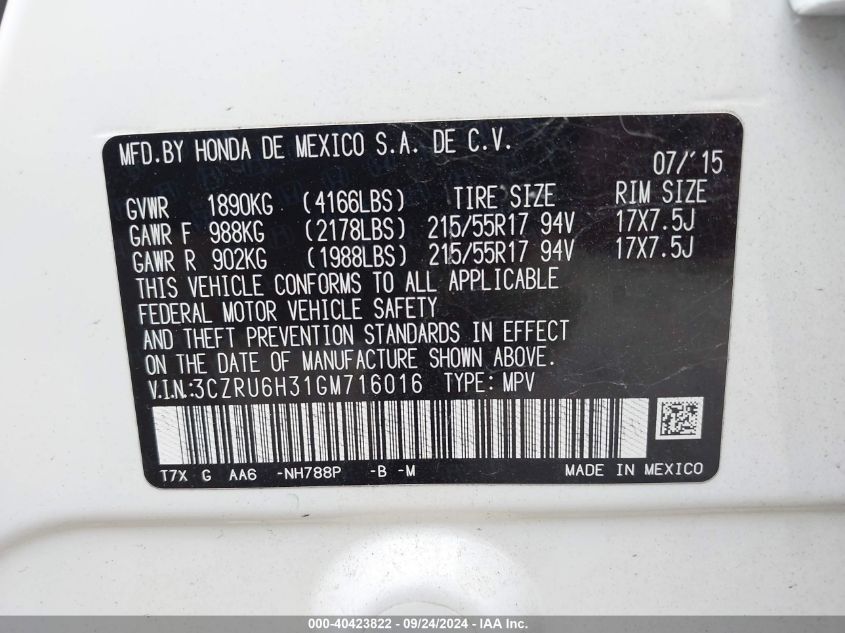 MFD.BY HONDA DE MEXICO S.A. DE C.V.
07/'15
GVWR 1890KG (4166LBS) TIRE SIZE RIM SIZE
GAWR F 988KG (2178LBS) 215/55R17 94V 17X7.5J
GAWR R 902KG (1988LBS) 215/55R17 94V 17X7.5J
THIS VEHICLE CONFORMS TO ALL APPLICABLE
FEDERAL MOTOR VEHICLE SAFETY
AND THEFT PREVENTION STANDARDS IN EFFECT
ON THE DATE OF MANUFACTURE SHOWN ABOVE.
V.I.N.:3CZRU6H31GM716016 TYPE: MPV
T7X G AA6 -NH788P -B -M MADE IN MEXICO
000-40423822 - 09/24/2024 - IAA Inc.